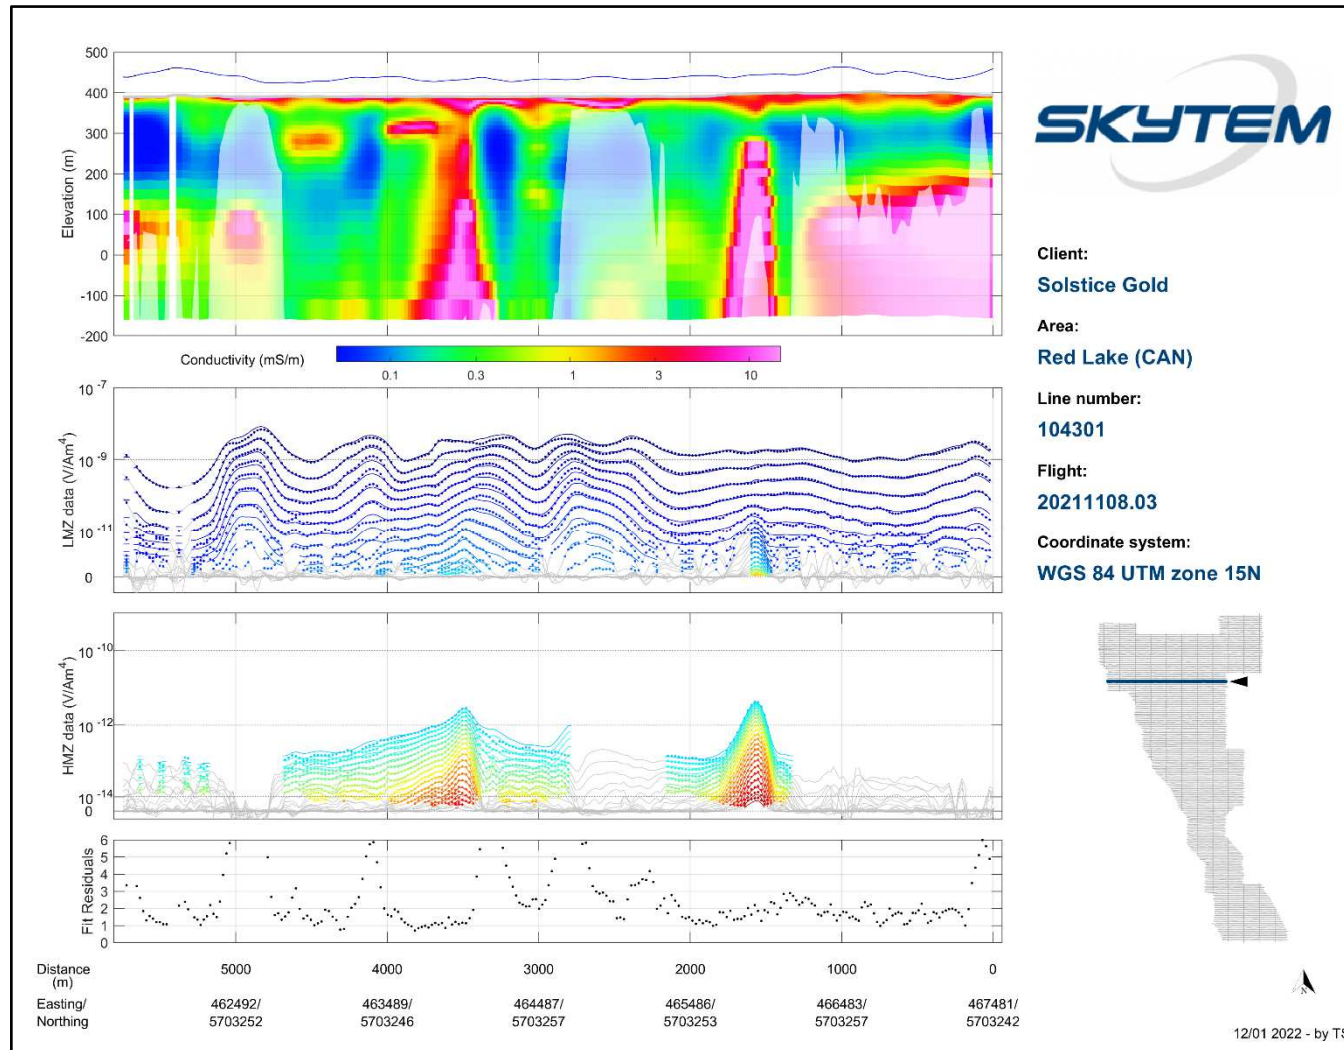 500
400
300
200
100
0
-100
-200
Elevation (m)
Conductivity (mS/m)
0.1 0.3 1 3 10
10 -7
10 -9
10 -11
0
LMZ data (V/Am4)
10 -10
10 -12
10 -14
0
HMZ data (V/Am4)
6
5
4
3
2
1
0
Fit Residuals
Distance (m) 5000 4000 3000 2000 1000 0
Easting/ 462492/ 463489/ 464487/ 465486/ 466483/ 467481/
Northing 5703252 5703246 5703257 5703253 5703257 5703242
SKYTEM
Client:
Solstice Gold
Area:
Red Lake (CAN)
Line number:
104301
Flight:
20211108.03
Coordinate system:
WGS 84 UTM zone 15N
N
12/01 2022 - by TS